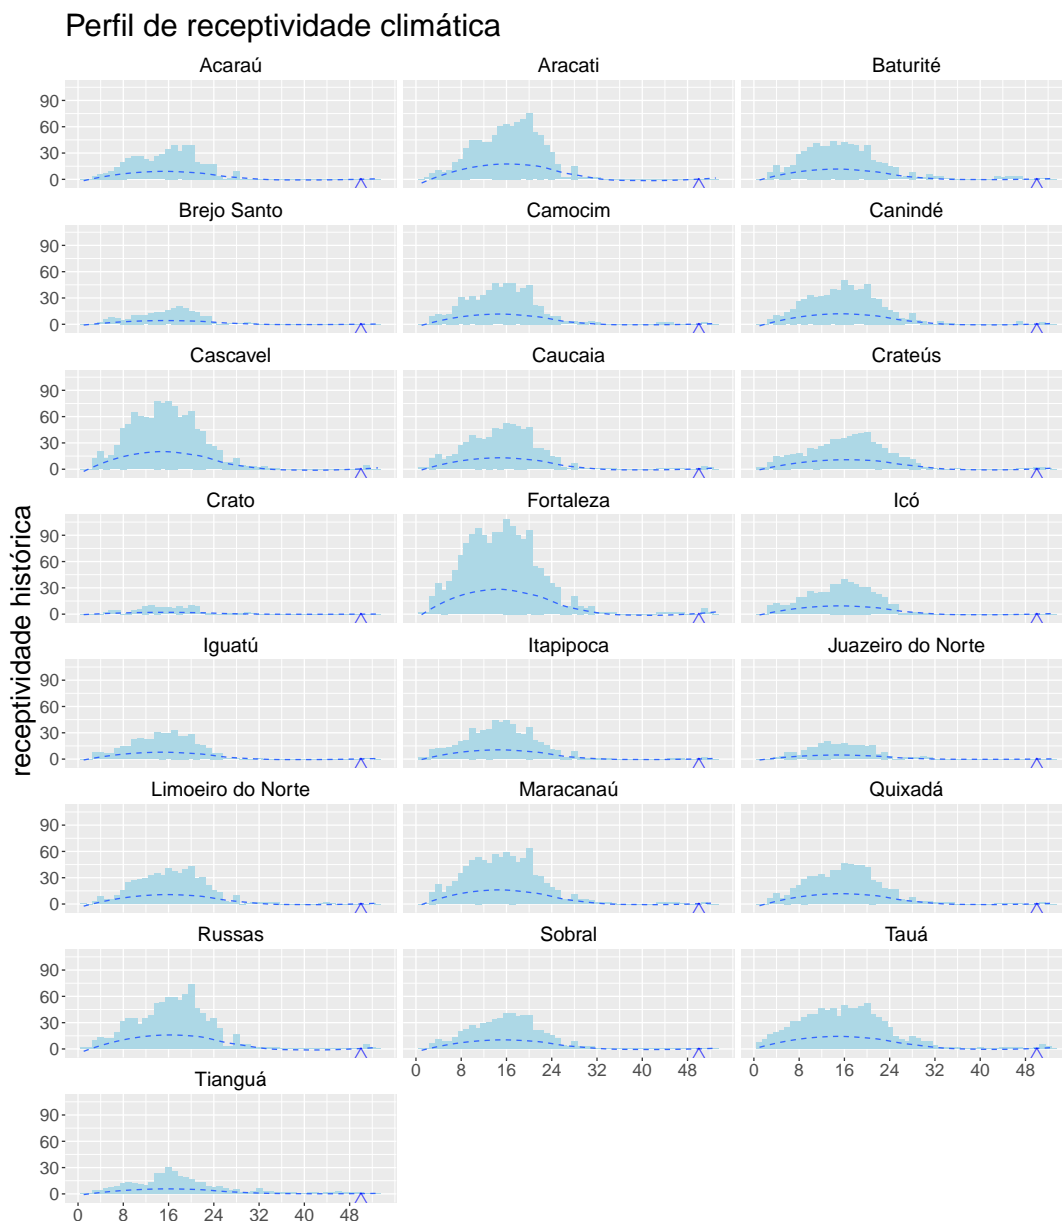 Perfil de receptividade climática
Acaraú Aracati Baturité
90
60
30
0
Brejo Santo Camocim Canindé
90
60
30
0
Cascavel Caucaia Crateús
90
60
30
0
Crato Fortaleza Icó
90
60
30
0
receptividade histórica
Iguatú Itapipoca Juazeiro do Norte
90
60
30
0
Limoeiro do Norte Maracanaú Quixadá
90
60
30
0
Russas Sobral Tauá
90
60
30
0
0 8 16 24 32 40 48 0 8 16 24 32 40 48
Tianguá
90
60
30
0
0 8 16 24 32 40 48